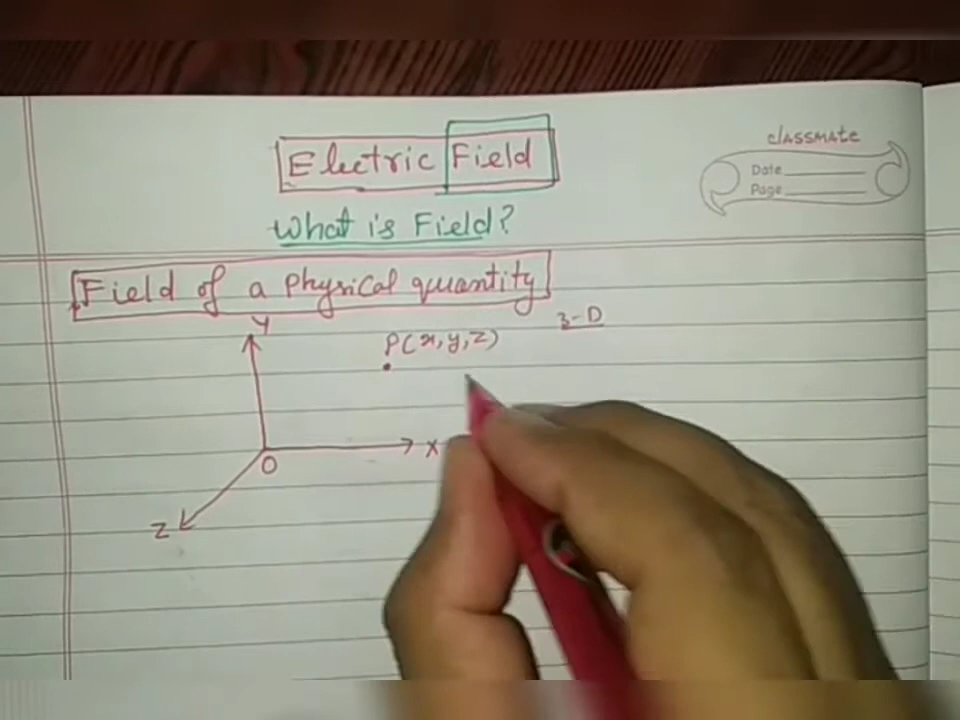 classmate
Date
Page
Electric Field
What is Field?
Field of a physical quantity
3-D
Y
P(x,y,z)
X
O
Z